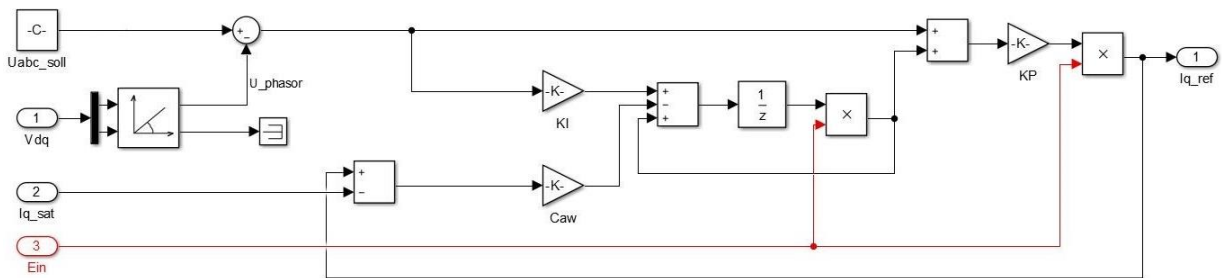 -C-
Uabc_soll
+
−
U_phasor
1
Vdq
2
Iq_sat
3
Ein
+
−
-K-
KI
-K-
Caw
+
−
+
1
z
×
+
+
-K-
KP
×
1
Iq_ref